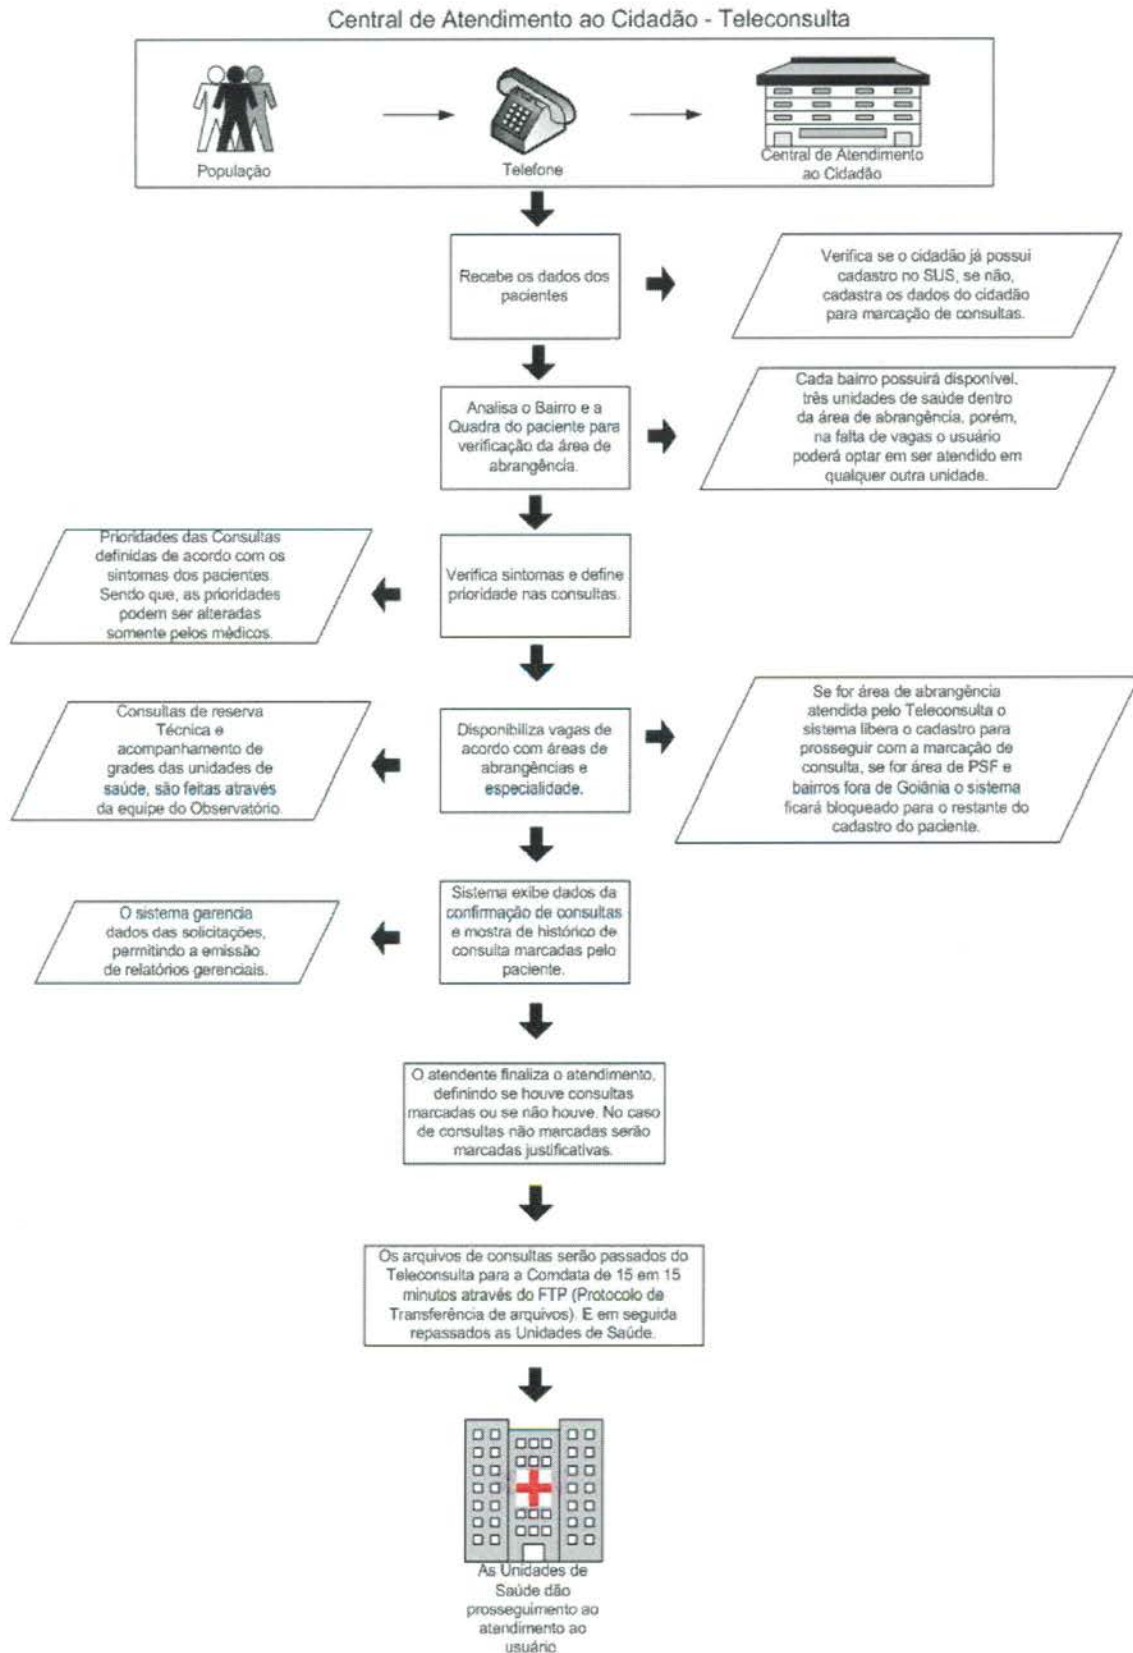 Central de Atendimento ao Cidadão - Teleconsulta
População
Telefone
Central de Atendimento
ao Cidadão
Recebe os dados dos
pacientes
Verifica se o cidadão já possui
cadastro no SUS, se não,
cadastra os dados do cidadão
para marcação de consultas.
Analisa o Bairro e a
Quadra do paciente para
verificação da área de
abrangência.
Cada bairro possuirá disponível,
três unidades de saúde dentro
da área de abrangência, porém,
na falta de vagas o usuário
poderá optar em ser atendido em
qualquer outra unidade.
Prioridades das Consultas
definidas de acordo com os
sintomas dos pacientes.
Sendo que, as prioridades
podem ser alteradas
somente pelos médicos.
Verifica sintomas e define
prioridade nas consultas.
Consultas de reserva
Técnica e
acompanhamento de
grades das unidades de
saúde, são feitas através
da equipe do Observatório.
Disponibiliza vagas de
acordo com áreas de
abrangências e
especialidade.
Se for área de abrangência
atendida pelo Teleconsulta o
sistema libera o cadastro para
prosseguir com a marcação de
consulta, se for área de PSF e
bairros fora de Goiânia o sistema
ficará bloqueado para o restante do
cadastro do paciente.
O sistema gerencia
dados das solicitações,
permitindo a emissão
de relatórios gerenciais.
Sistema exibe dados da
confirmação de consultas
e mostra de histórico de
consulta marcadas pelo
paciente.
O atendente finaliza o atendimento,
definindo se houve consultas
marcadas ou se não houve. No caso
de consultas não marcadas serão
marcadas justificativas.
Os arquivos de consultas serão passados do
Teleconsulta para a Comdata de 15 em 15
minutos através do FTP (Protocolo de
Transferência de arquivos). E em seguida
repassados as Unidades de Saúde.
As Unidades de
Saúde dão
prosseguimento ao
atendimento ao
usuário